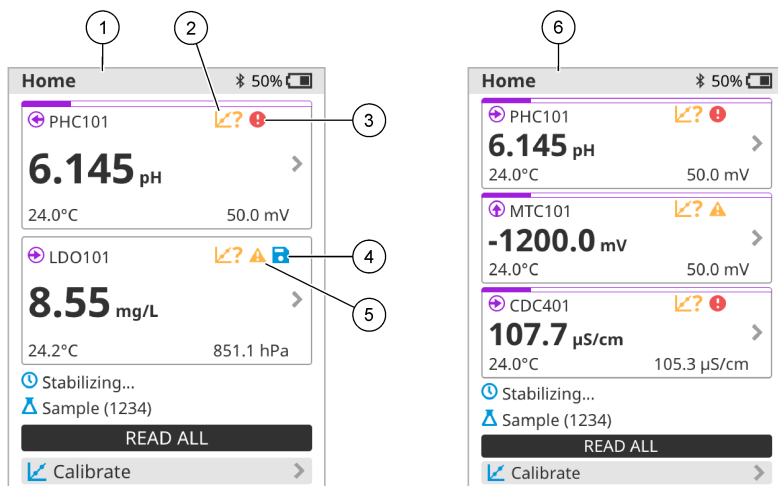 1
2
6
Home 50%
PHC101 ?
3
6.145 pH
24.0°C 50.0 mV
LDO101 ?
4
8.55 mg/L
5
24.2°C 851.1 hPa
Stabilizing...
Sample (1234)
READ ALL
Calibrate
Home 50%
PHC101 ?
6.145 pH
24.0°C 50.0 mV
MTC101 ?
-1200.0 mV
24.0°C 50.0 mV
CDC401 ?
107.7 µS/cm
24.0°C 105.3 µS/cm
Stabilizing...
Sample (1234)
READ ALL
Calibrate